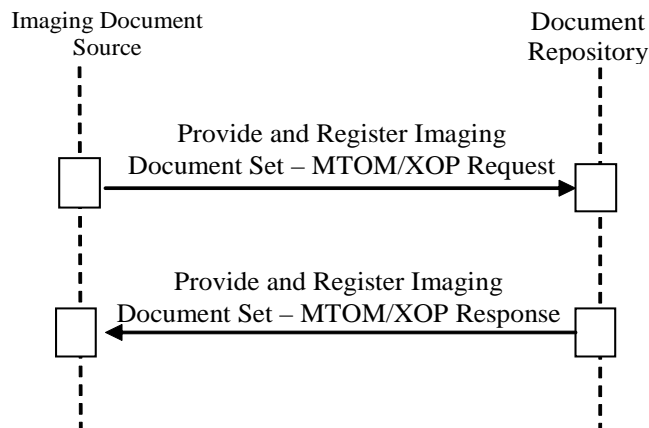 Imaging Document
Source
Document
Repository
Provide and Register Imaging
Document Set – MTOM/XOP Request
Provide and Register Imaging
Document Set – MTOM/XOP Response